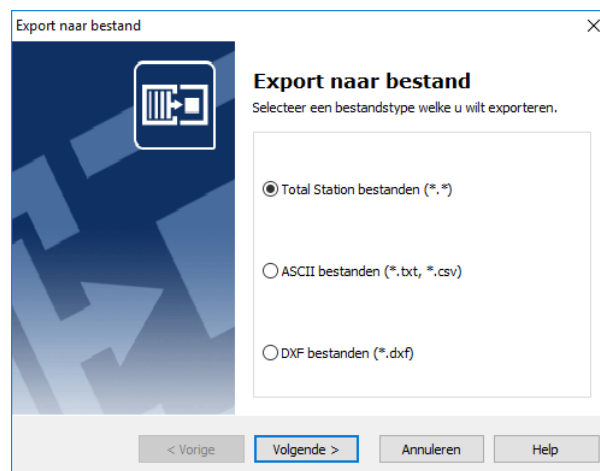 Export naar bestand
Export naar bestand
Selecteer een bestandstype welke u wilt exporteren.
Total Station bestanden (*.*)
ASCII bestanden (*.txt, *.csv)
DXF bestanden (*.dxf)
< Vorige
Volgende >
Annuleren
Help